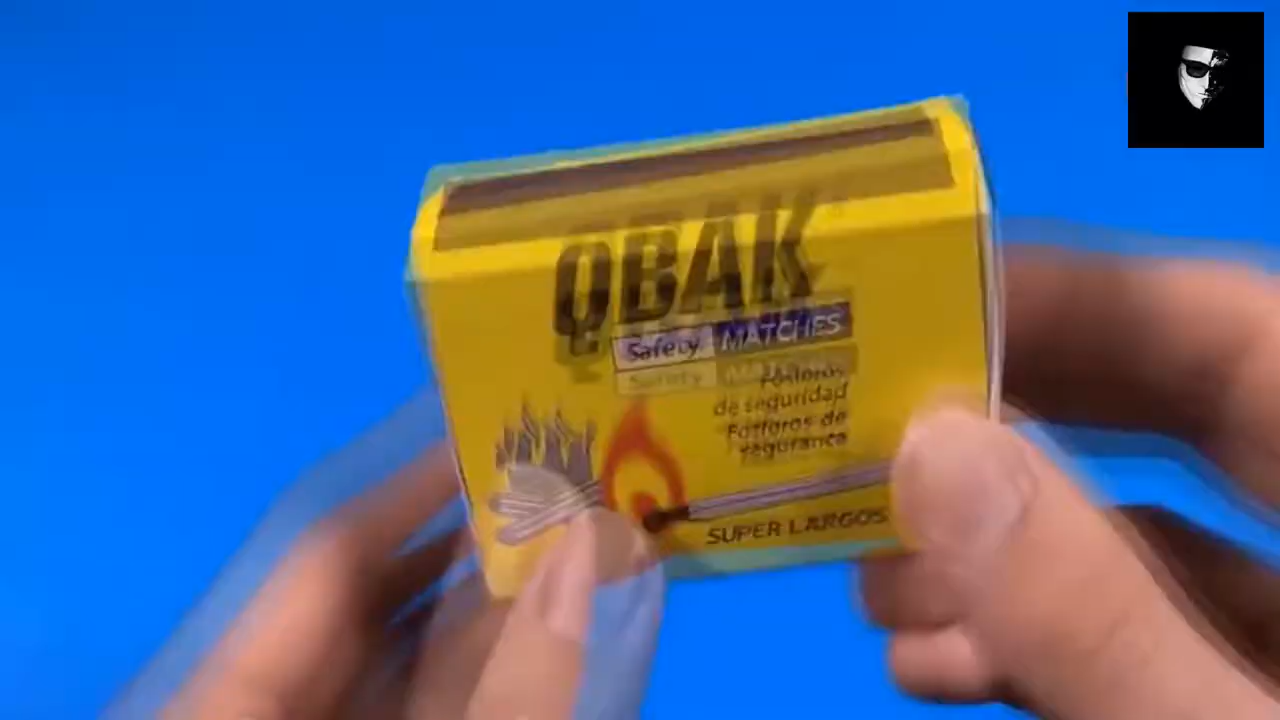 QBAK
Safety MATCHES
Fósforos
de seguridad
Fósforos de
segurança
SUPER LARGOS